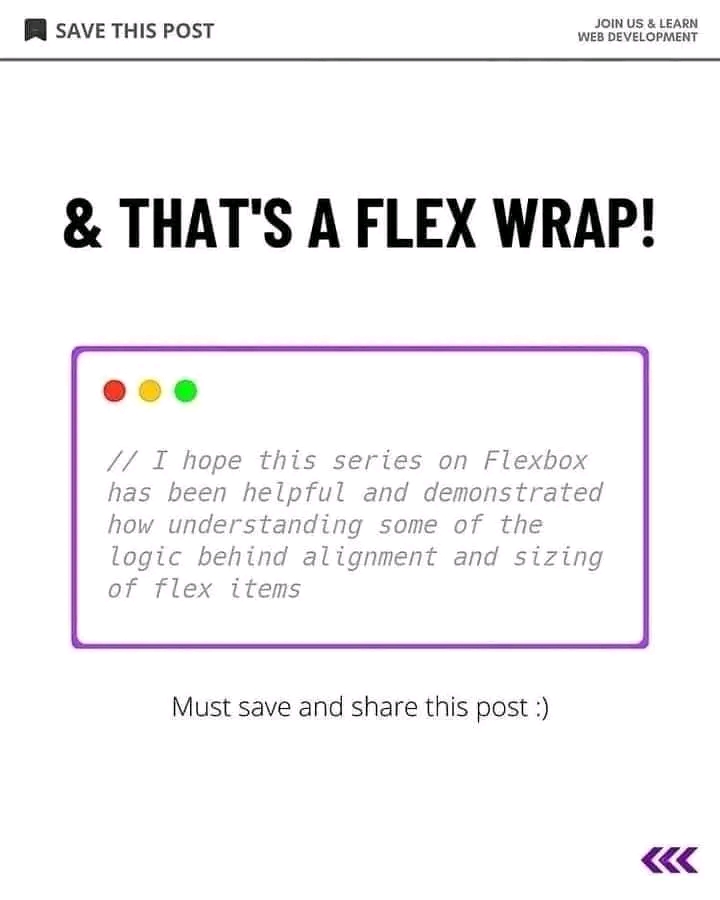 SAVE THIS POST
JOIN US & LEARN
WEB DEVELOPMENT
& THAT'S A FLEX WRAP!
// I hope this series on Flexbox
has been helpful and demonstrated
how understanding some of the
logic behind alignment and sizing
of flex items
Must save and share this post :)